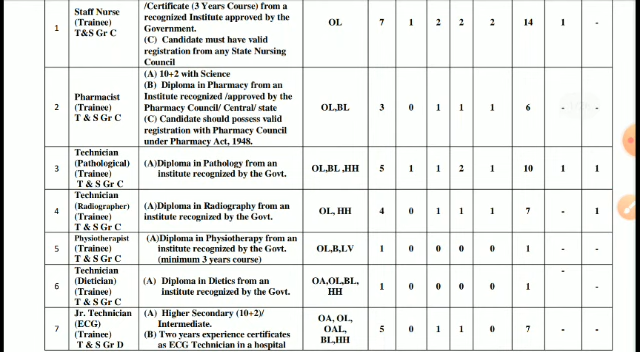 1 Staff Nurse (Trainee) T&S Gr C
/Certificate (3 Years Course) from a
recognized Institute approved by the
Government.
(C) Candidate must have valid
registration from any State Nursing
Council
OL 7 1 2 2 2 14 1 -
2 Pharmacist (Trainee) T & S Gr C
(A) 10+2 with Science
(B) Diploma in Pharmacy from an
Institute recognized /approved by the
Pharmacy Council/ Central/ state
(C) Candidate should possess valid
registration with Pharmacy Council
under Pharmacy Act, 1948.
OL,BL 3 0 1 1 1 6 - -
3 Technician (Pathological) (Trainee) T & S Gr C
(A)Diploma in Pathology from an
institute recognized by the Govt.
OL,BL ,HH 5 1 1 2 1 10 1 1
4 Technician (Radiographer) (Trainee) T & S Gr C
(A)Diploma in Radiography from an
institute recognized by the Govt.
OL, HH 4 0 1 1 1 7 - 1
5 Physiotherapist (Trainee) T & S Gr C
(A)Diploma in Physiotherapy from an
institute recognized by the Govt.
(minimum 3 years course)
OL,B,LV 1 0 0 0 0 1 - -
6 Technician (Dietician) (Trainee) T & S Gr C
(A) Diploma in Dietics from an
institute recognized by the Govt.
OA,OL,BL,
HH
1 0 0 0 0 1 - -
7 Jr. Technician (ECG) (Trainee) T & S Gr D
(A) Higher Secondary (10+2)/
Intermediate.
(B) Two years experience certificates
as ECG Technician in a hospital
OA, OL,
OAL,
BL,HH
5 0 1 1 0 7 - -